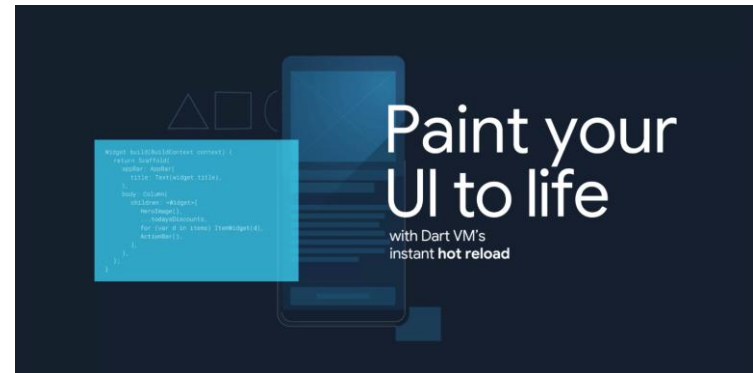 Widget build(BuildContext context) {
return Scaffold(
appBar: AppBar(
title: Text(widget.title),
),
body: Column(
children: <Widget>[
HeroImage(),
...todaysDiscounts,
for (var d in items) ItemWidget(d),
ActionBar(),
],
),
);
}
Paint your
UI to life
with Dart VM's
instant hot reload